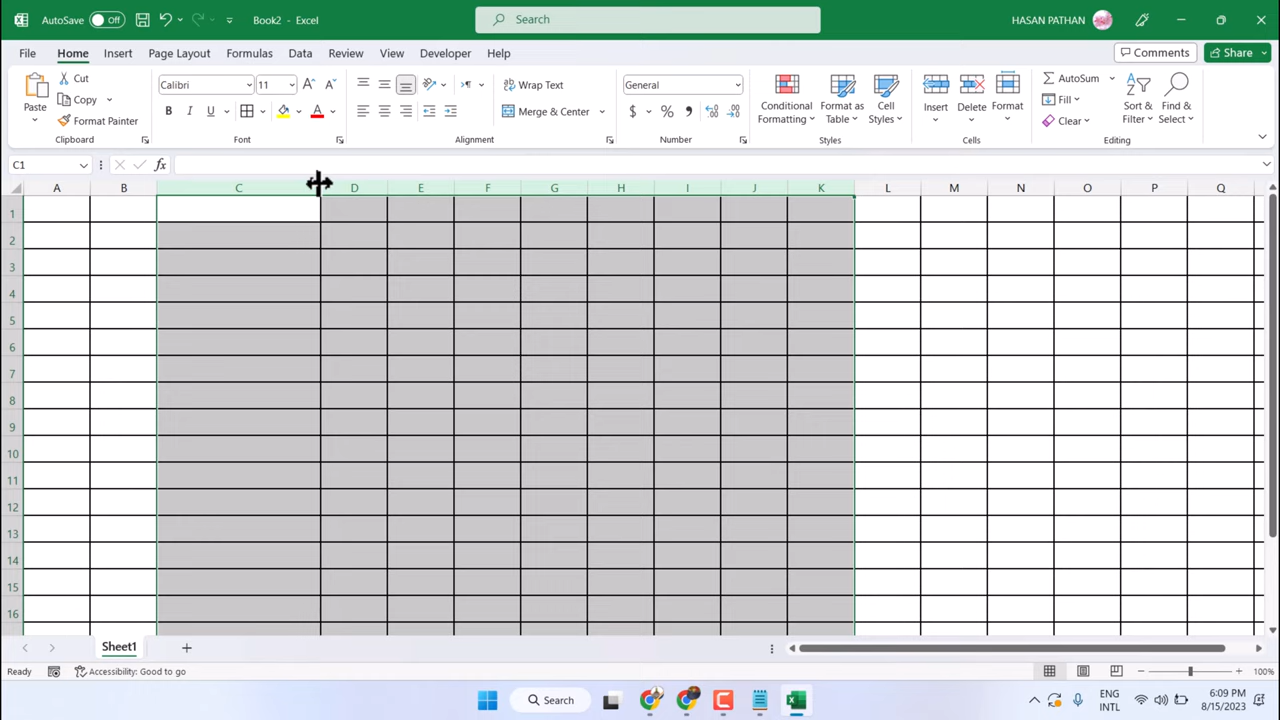 AutoSave Off Book2 - Excel Search HASAN PATHAN
File Home Insert Page Layout Formulas Data Review View Developer Help Comments Share
Paste Cut Copy Format Painter Clipboard
Calibri 11 B I U A Font
Wrap Text Merge & Center Alignment
General $ % , Number
Conditional Formatting Format as Table Cell Styles Styles
Insert Delete Format Cells
AutoSum Fill Clear Sort & Filter Find & Select Editing
C1 fx
A B C D E F G H I J K L M N O P Q
1
2
3
4
5
6
7
8
9
10
11
12
13
14
15
16
Sheet1
Ready Accessibility: Good to go 100%
Search ENG INTL 6:09 PM 8/15/2023